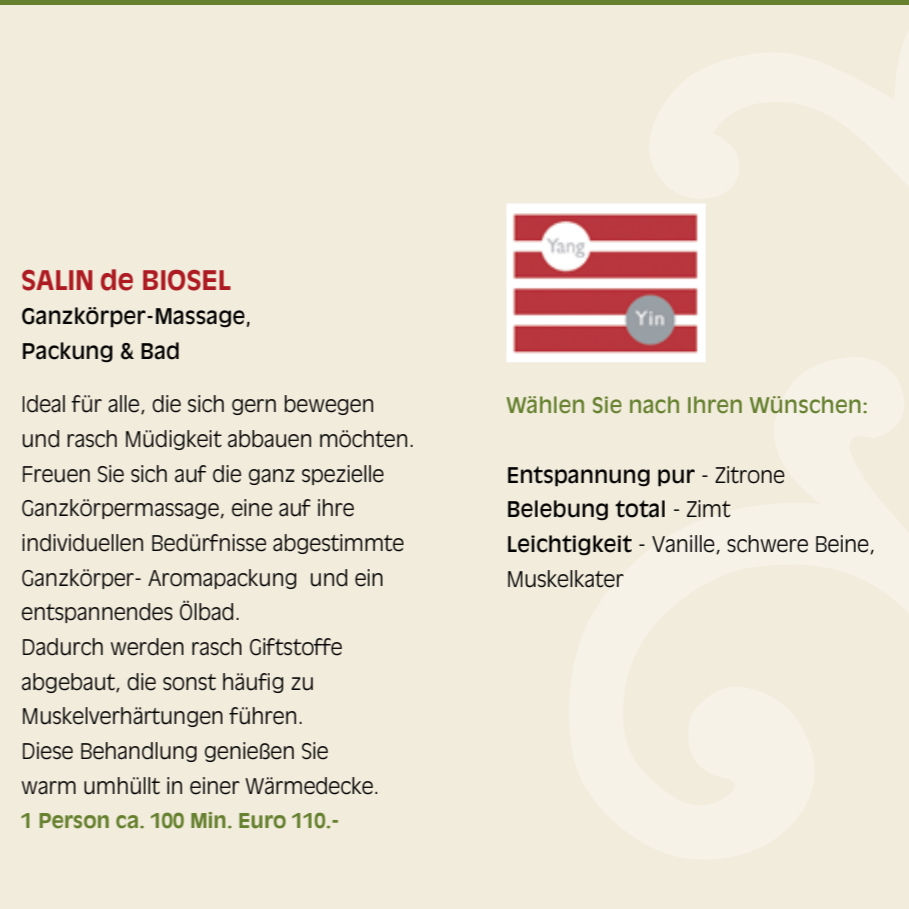 SALIN de BIOSEL
Ganzkörper-Massage,
Packung & Bad
Ideal für alle, die sich gern bewegen
und rasch Müdigkeit abbauen möchten.
Freuen Sie sich auf die ganz spezielle
Ganzkörpermassage, eine auf ihre
individuellen Bedürfnisse abgestimmte
Ganzkörper- Aromapackung  und ein
entspannendes Ölbad.
Dadurch werden rasch Giftstoffe
abgebaut, die sonst häufig zu
Muskelverhärtungen führen.
Diese Behandlung genießen Sie
warm umhüllt in einer Wärmedecke.
1 Person ca. 100 Min. Euro 110.-
Yang
Yin
Wählen Sie nach Ihren Wünschen:
Entspannung pur - Zitrone
Belebung total - Zimt
Leichtigkeit - Vanille, schwere Beine,
Muskelkater